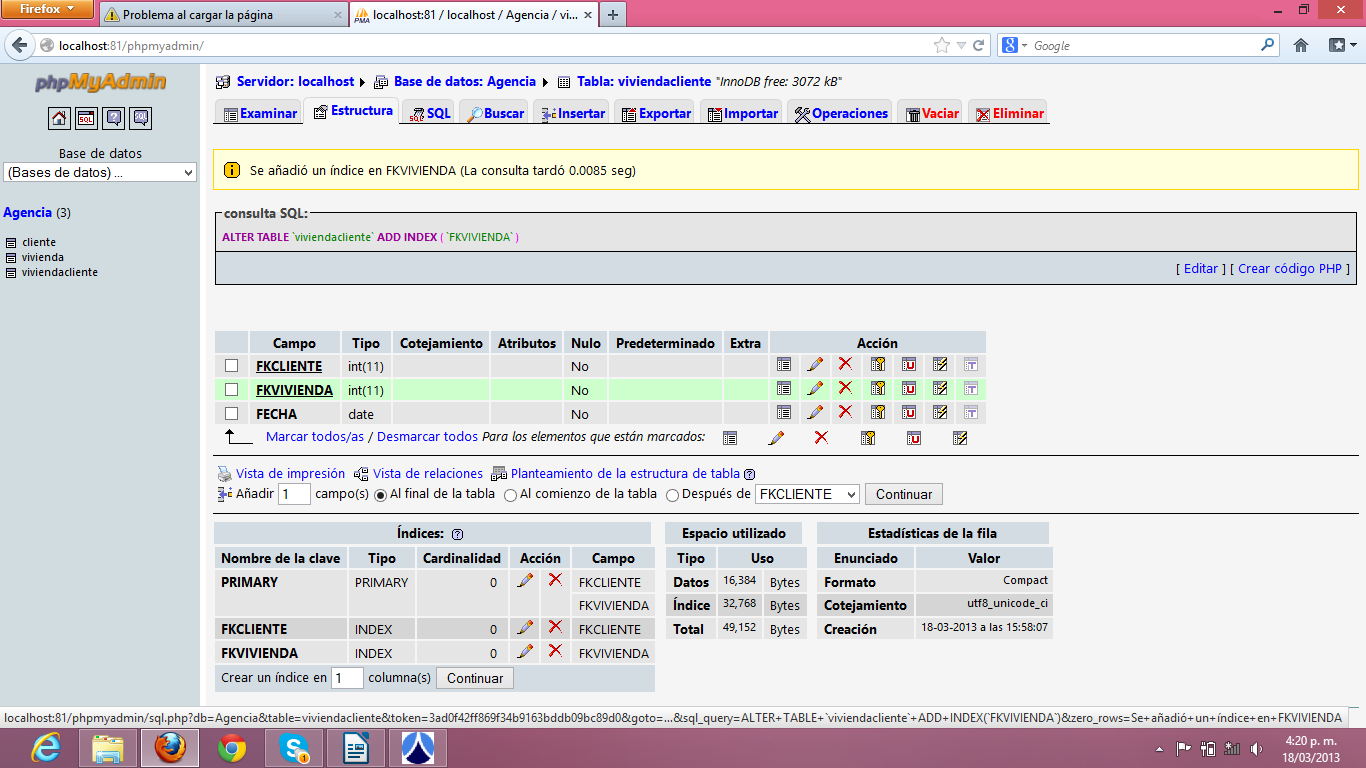 Firefox
Problema al cargar la página
localhost:81 / localhost / Agencia / vi...
localhost:81/phpmyadmin/
Google
phpMyAdmin
Base de datos
(Bases de datos) ...
Agencia (3)
cliente
vivienda
viviendacliente
Servidor: localhost
Base de datos: Agencia
Tabla: viviendacliente "InnoDB free: 3072 kB"
Examinar Estructura SQL Buscar Insertar Exportar Importar Operaciones Vaciar Eliminar
Se añadió un índice en FKVIVIENDA (La consulta tardó 0.0085 seg)
consulta SQL:
ALTER TABLE `viviendacliente` ADD INDEX ( `FKVIVIENDA` )
[ Editar ] [ Crear código PHP ]
Campo Tipo Cotejamiento Atributos Nulo Predeterminado Extra Acción
FKCLIENTE int(11) No
FKVIVIENDA int(11) No
FECHA date No
Marcar todos/as / Desmarcar todos Para los elementos que están marcados:
Vista de impresión Vista de relaciones Planteamiento de la estructura de tabla
Añadir 1 campo(s) Al final de la tabla Al comienzo de la tabla Después de FKCLIENTE Continuar
Índices:
Nombre de la clave Tipo Cardinalidad Acción Campo
PRIMARY PRIMARY 0 FKCLIENTE
FKVIVIENDA
FKCLIENTE INDEX 0 FKCLIENTE
FKVIVIENDA INDEX 0 FKVIVIENDA
Crear un índice en 1 columna(s) Continuar
Espacio utilizado
Tipo Uso
Datos 16,384 Bytes
Índice 32,768 Bytes
Total 49,152 Bytes
Estadísticas de la fila
Enunciado Valor
Formato Compact
Cotejamiento utf8_unicode_ci
Creación 18-03-2013 a las 15:58:07
localhost:81/phpmyadmin/sql.php?db=Agencia&table=viviendacliente&token=3ad0f42ff869f34b9163bddb09bc89d0&goto=...&sql_query=ALTER+TABLE+`viviendacliente`+ADD+INDEX(`FKVIVIENDA`)&zero_rows=Se+añadió+un+índice+en+FKVIVIENDA
4:20 p. m.
18/03/2013